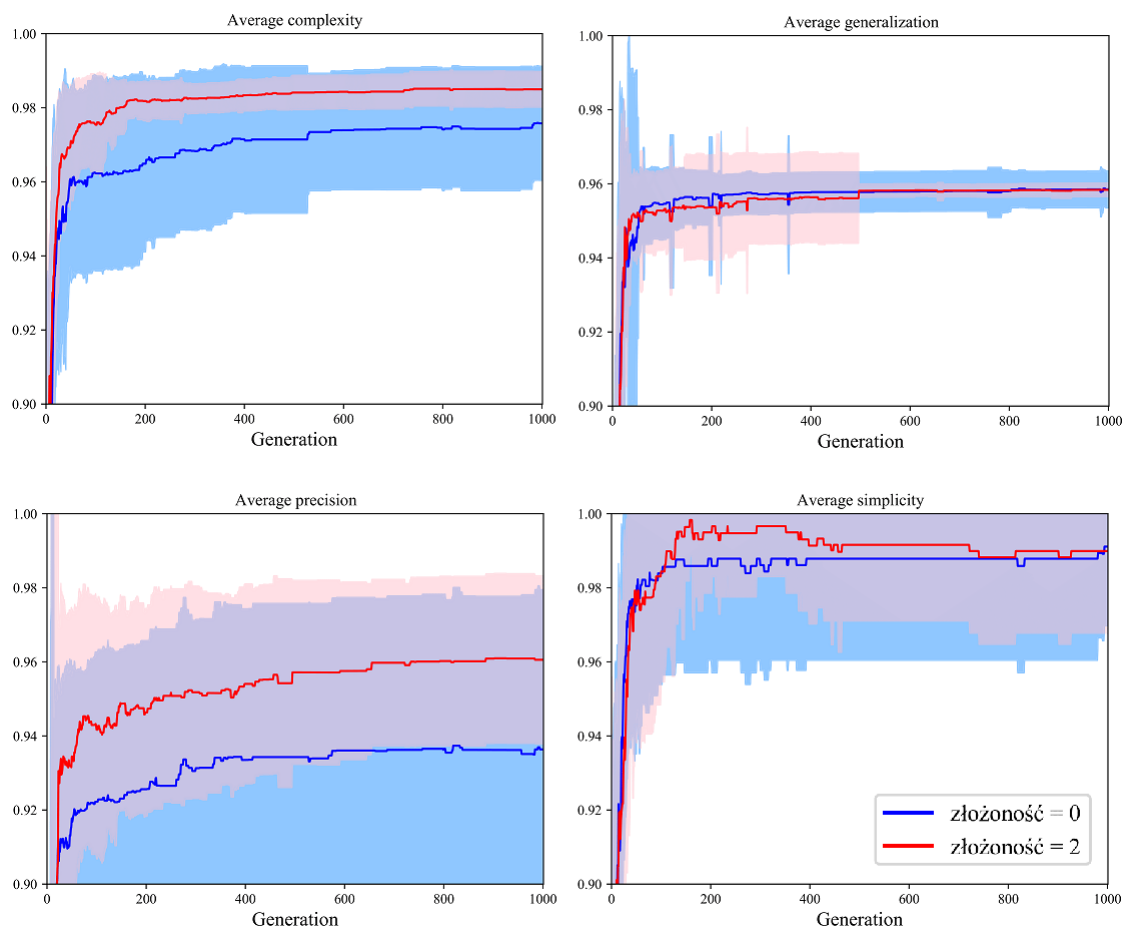 Average complexity
1.00
0.98
0.96
0.94
0.92
0.90
0 200 400 600 800 1000
Generation
Average generalization
1.00
0.98
0.96
0.94
0.92
0.90
0 200 400 600 800 1000
Generation
Average precision
1.00
0.98
0.96
0.94
0.92
0.90
0 200 400 600 800 1000
Generation
Average simplicity
1.00
0.98
0.96
0.94
0.92
0.90
złożoność = 0
złożoność = 2
0 200 400 600 800 1000
Generation